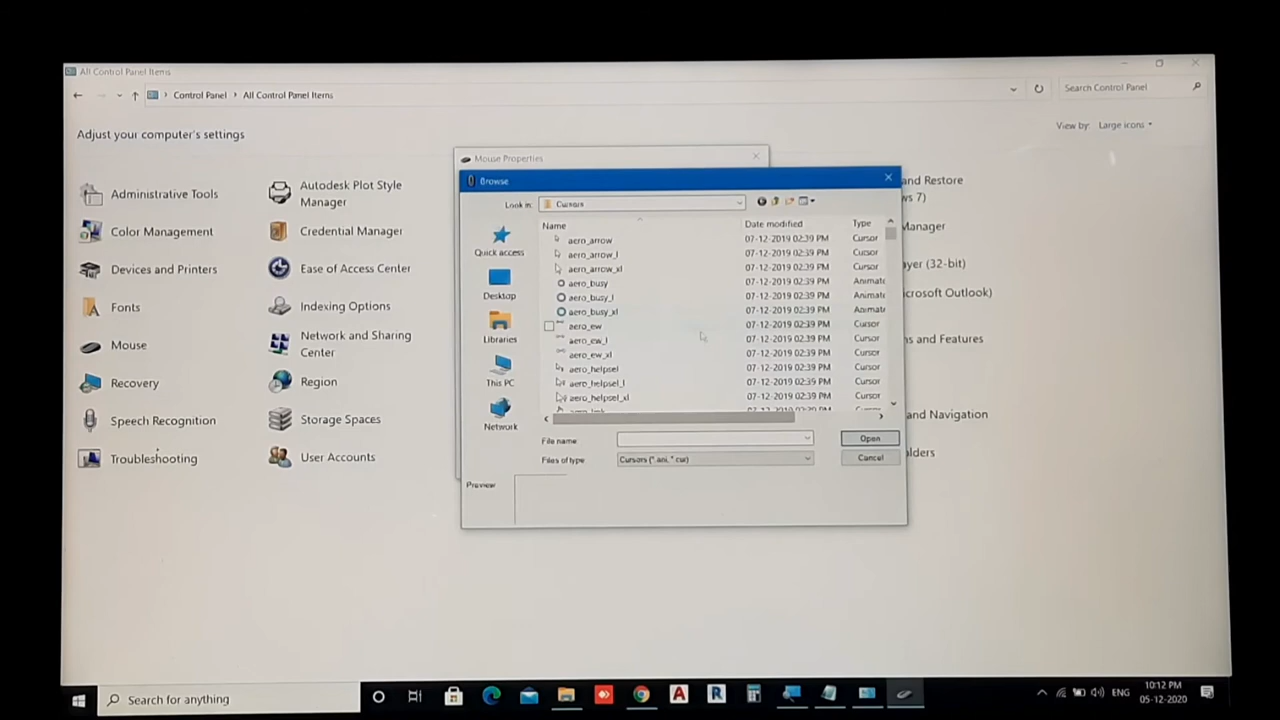 All Control Panel Items
Control Panel > All Control Panel Items
Search Control Panel
Adjust your computer's settings
View by: Large icons
Administrative Tools
Autodesk Plot Style Manager
and Restore
s 7)
Color Management
Credential Manager
Manager
Devices and Printers
Ease of Access Center
ayer (32-bit)
Fonts
Indexing Options
icrosoft Outlook)
Mouse
Network and Sharing Center
ms and Features
Recovery
Region
Speech Recognition
Storage Spaces
and Navigation
Troubleshooting
User Accounts
olders
Mouse Properties
Browse
Look in: Cursors
Quick access
Desktop
Libraries
This PC
Network
Name Date modified Type
aero_arrow 07-12-2019 02:39 PM Cursor
aero_arrow_l 07-12-2019 02:39 PM Cursor
aero_arrow_xl 07-12-2019 02:39 PM Cursor
aero_busy 07-12-2019 02:39 PM Animate
aero_busy_l 07-12-2019 02:39 PM Animate
aero_busy_xl 07-12-2019 02:39 PM Animate
aero_ew 07-12-2019 02:39 PM Cursor
aero_ew_l 07-12-2019 02:39 PM Cursor
aero_ew_xl 07-12-2019 02:39 PM Cursor
aero_helpsel 07-12-2019 02:39 PM Cursor
aero_helpsel_l 07-12-2019 02:39 PM Cursor
aero_helpsel_xl 07-12-2019 02:39 PM Cursor
File name
Open
Files of type Cursors (*.ani, *.cur)
Cancel
Preview
Search for anything
A
R
ENG
10:12 PM
05-12-2020